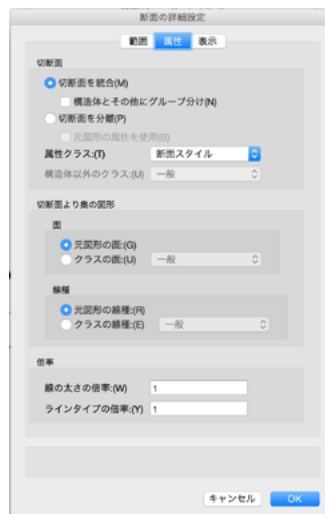 断面の詳細設定
範囲 属性 表示
切断面
切断面を統合(M)
構造体とその他にグループ分け(N)
切断面を分離(P)
元図形の属性を使用(B)
属性クラス:(T) 断面スタイル
構造体以外のクラス:(U) 一般
切断面より奥の図形
面
元図形の面:(G)
クラスの面:(U) 一般
線種
元図形の線種:(R)
クラスの線種:(E) 一般
倍率
線の太さの倍率:(W) 1
ラインタイプの倍率:(Y) 1
キャンセル OK